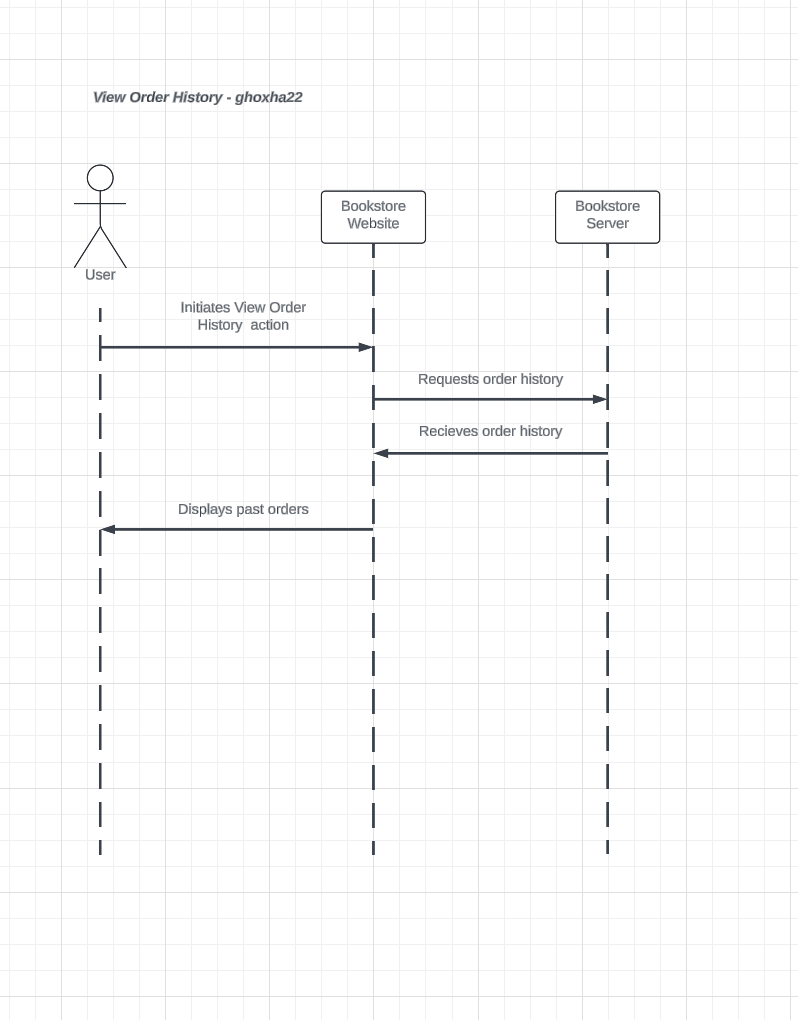 View Order History - ghoxha22
Bookstore
Website
Bookstore
Server
User
Initiates View Order
History  action
Requests order history
Recieves order history
Displays past orders